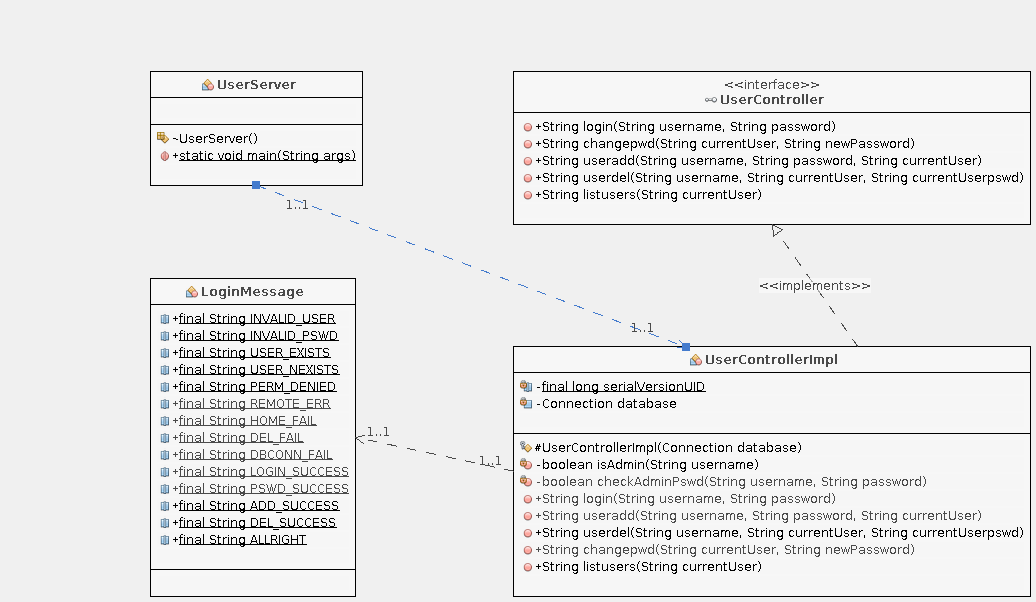 UserServer
~UserServer()
+static void main(String args)
<<interface>>
UserController
+String login(String username, String password)
+String changepwd(String currentUser, String newPassword)
+String useradd(String username, String password, String currentUser)
+String userdel(String username, String currentUser, String currentUserpswd)
+String listusers(String currentUser)
1..1
1..1
<<implements>>
LoginMessage
+final String INVALID_USER
+final String INVALID_PSWD
+final String USER_EXISTS
+final String USER_NEXISTS
+final String PERM_DENIED
+final String REMOTE_ERR
+final String HOME_FAIL
+final String DEL_FAIL
+final String DBCONN_FAIL
+final String LOGIN_SUCCESS
+final String PSWD_SUCCESS
+final String ADD_SUCCESS
+final String DEL_SUCCESS
+final String ALLRIGHT
1..1
1..1
UserControllerImpl
-final long serialVersionUID
-Connection database
#UserControllerImpl(Connection database)
-boolean isAdmin(String username)
-boolean checkAdminPswd(String username, String password)
+String login(String username, String password)
+String useradd(String username, String password, String currentUser)
+String userdel(String username, String currentUser, String currentUserpswd)
+String changepwd(String currentUser, String newPassword)
+String listusers(String currentUser)